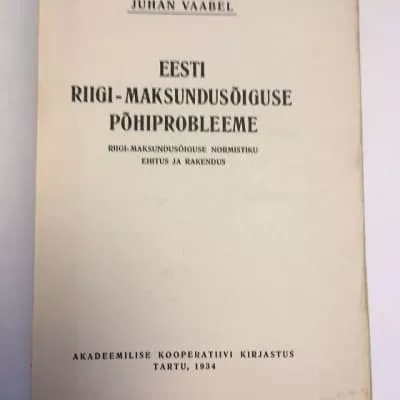 JUHAN VAABEL
EESTI
RIIGI-MAKSUNDUSÕIGUSE
PÕHIPROBLEEME
RIIGI-MAKSUNDUSÕIGUSE NORMISTIKU
EHITUS JA RAKENDUS
AKADEEMILISE KOOPERATIIVI KIRJASTUS
TARTU, 1934